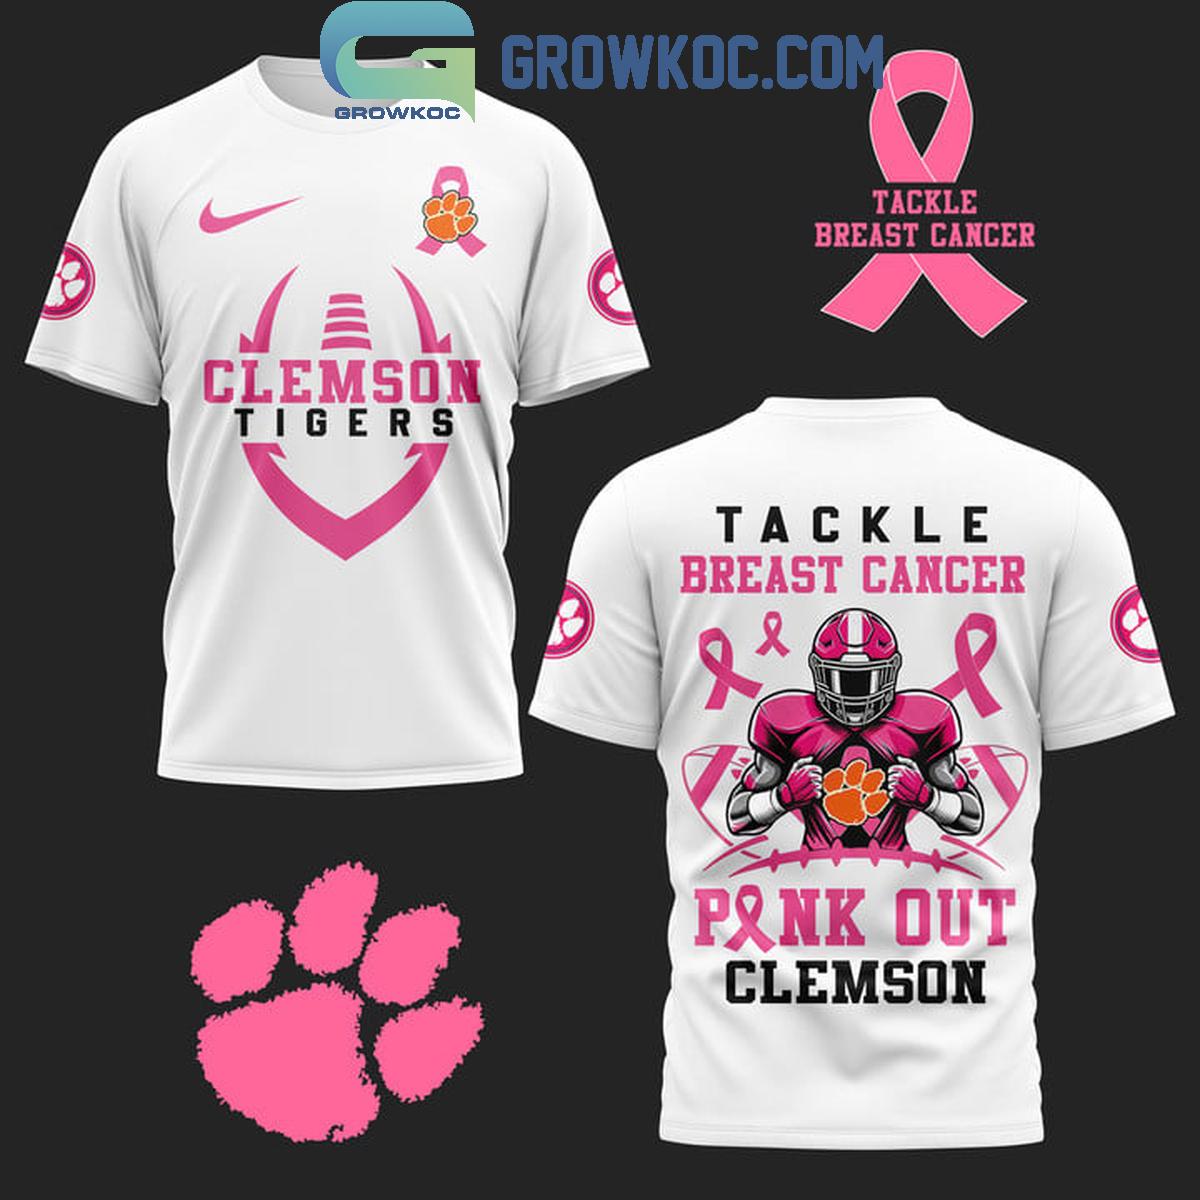 GROWKOC
GROWKOC.COM
TACKLE
BREAST CANCER
CLEMSON
TIGERS
TACKLE
BREAST CANCER
PINK OUT
CLEMSON